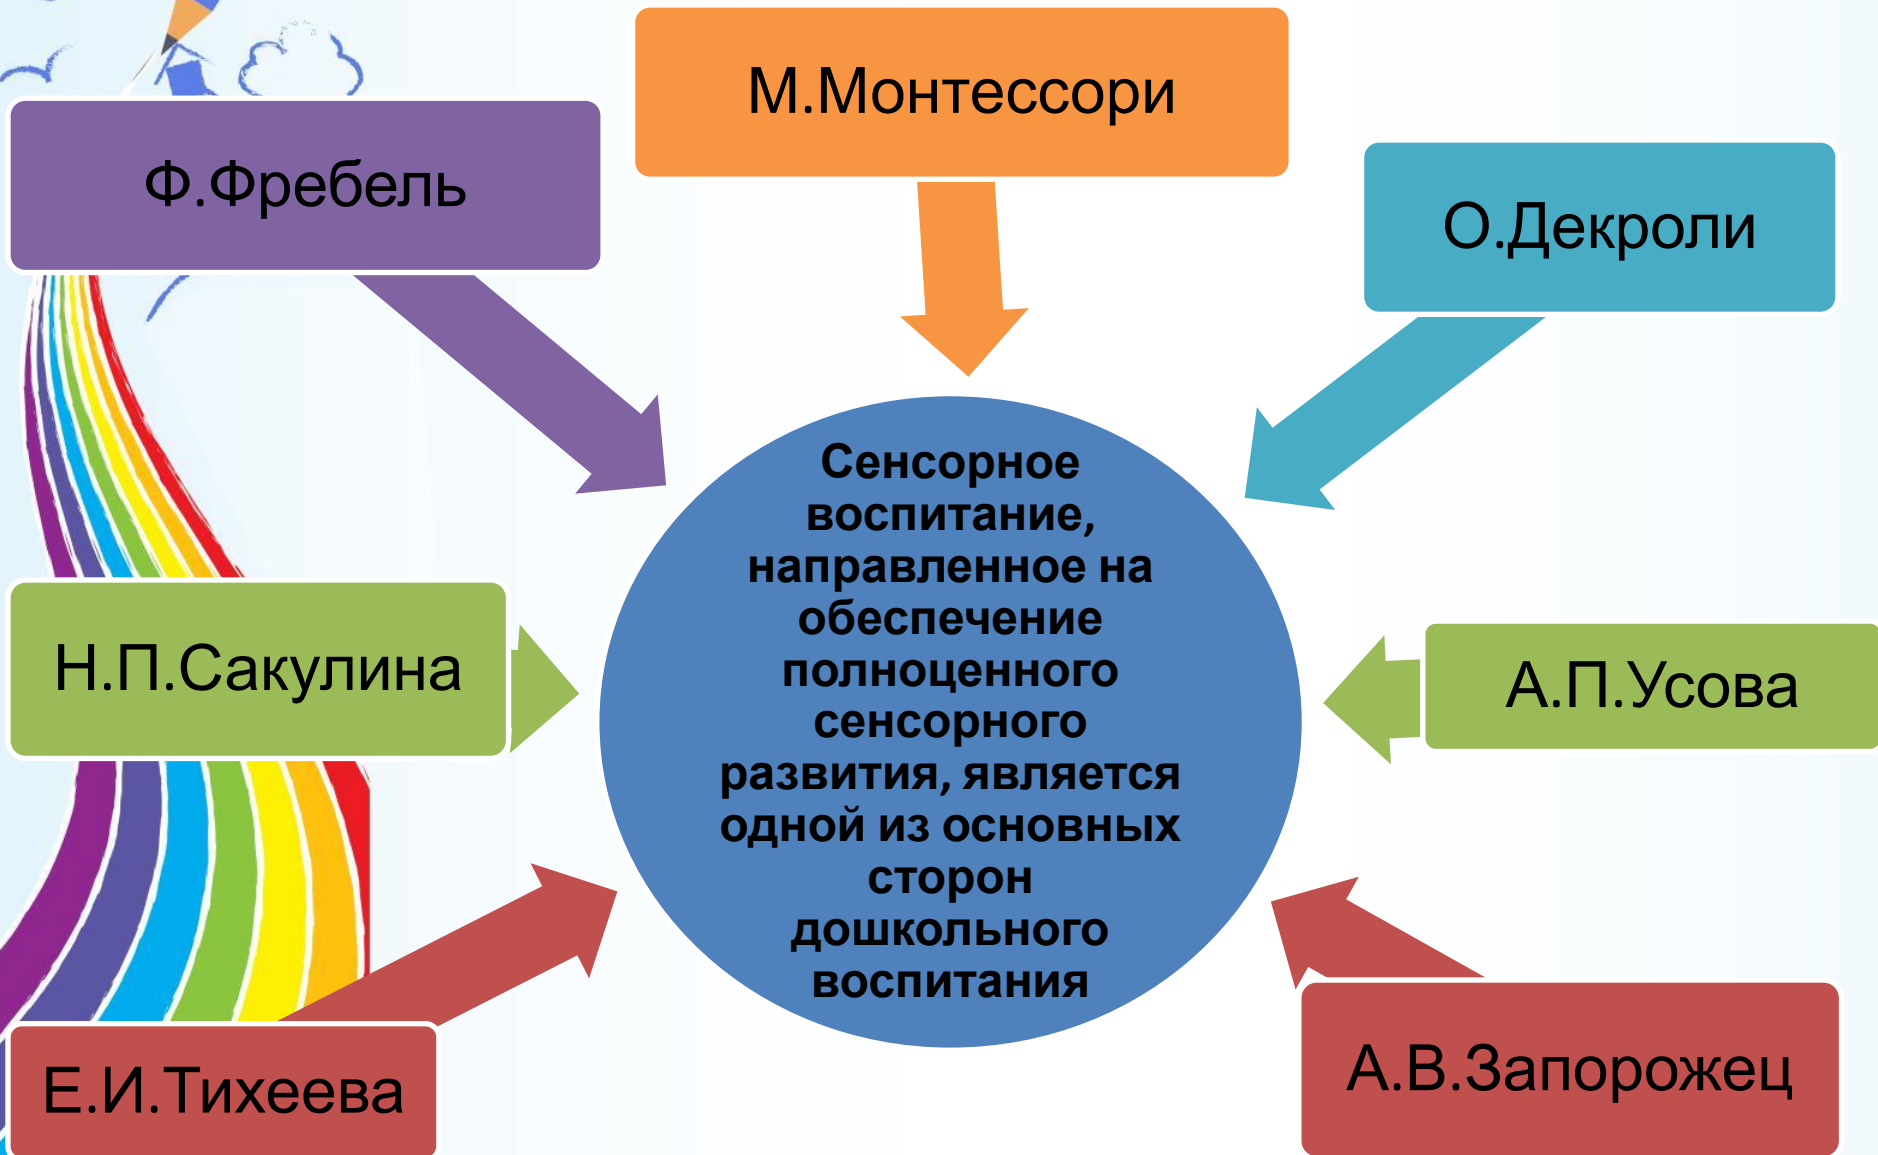 М.Монтессори
Ф.Фребель
О.Декроли
Сенсорное
воспитание,
направленное на
обеспечение
полноценного
сенсорного
развития, является
одной из основных
сторон
дошкольного
воспитания
Н.П.Сакулина
А.П.Усова
Е.И.Тихеева
А.В.Запорожец